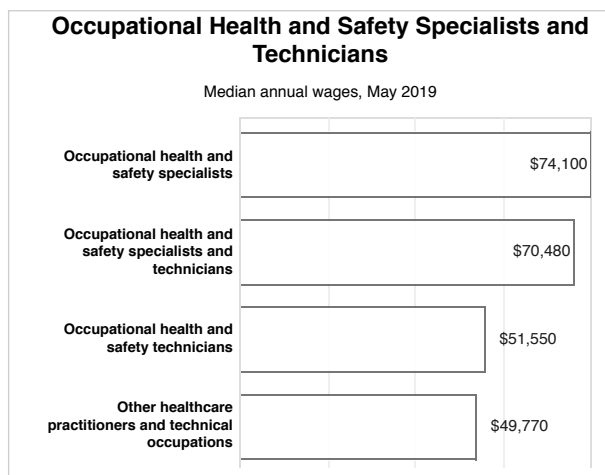 Occupational Health and Safety Specialists and
Technicians
Median annual wages, May 2019
Occupational health and
safety specialists
$74,100
Occupational health and
safety specialists and
technicians
$70,480
Occupational health and
safety technicians
$51,550
Other healthcare
practitioners and technical
occupations
$49,770